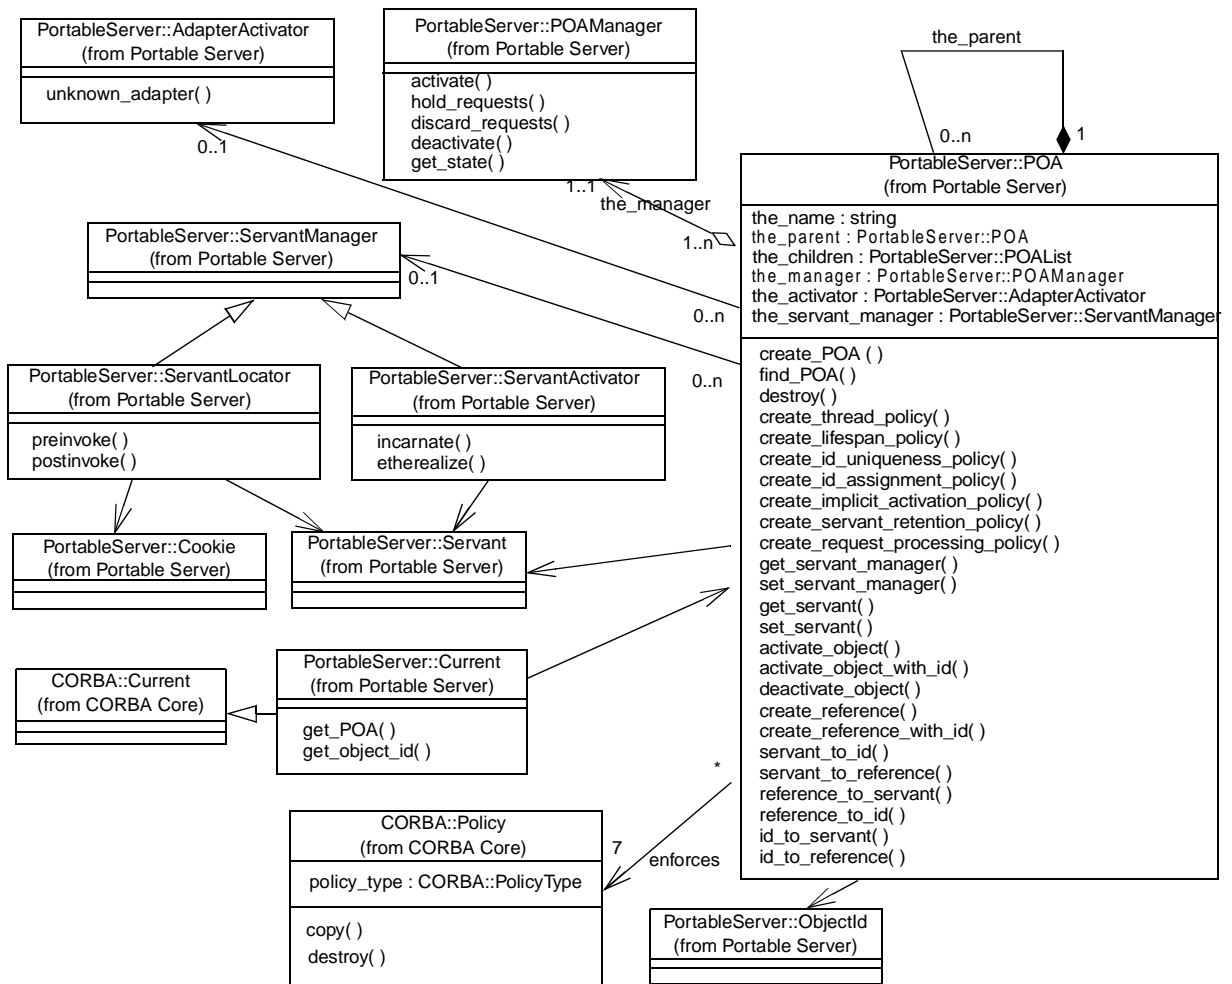 PortableServer::AdapterActivator
(from Portable Server)
unknown_adapter( )
0..1
PortableServer::POAManager
(from Portable Server)
activate( )
hold_requests( )
discard_requests( )
deactivate( )
get_state( )
1..1
the_manager
1..n
the_parent
0..n
1
PortableServer::POA
(from Portable Server)
the_name : string
the_parent : PortableServer::POA
the_children : PortableServer::POAList
the_manager : PortableServer::POAManager
the_activator : PortableServer::AdapterActivator
the_servant_manager : PortableServer::ServantManager
create_POA ( )
find_POA( )
destroy( )
create_thread_policy( )
create_lifespan_policy( )
create_id_uniqueness_policy( )
create_id_assignment_policy( )
create_implicit_activation_policy( )
create_servant_retention_policy( )
create_request_processing_policy( )
get_servant_manager( )
set_servant_manager( )
get_servant( )
set_servant( )
activate_object( )
activate_object_with_id( )
deactivate_object( )
create_reference( )
create_reference_with_id( )
servant_to_id( )
servant_to_reference( )
reference_to_servant( )
reference_to_id( )
id_to_servant( )
id_to_reference( )
PortableServer::ServantManager
(from Portable Server)
0..1
0..n
0..n
PortableServer::ServantLocator
(from Portable Server)
preinvoke( )
postinvoke( )
PortableServer::ServantActivator
(from Portable Server)
incarnate( )
etherealize( )
PortableServer::Cookie
(from Portable Server)
PortableServer::Servant
(from Portable Server)
CORBA::Current
(from CORBA Core)
PortableServer::Current
(from Portable Server)
get_POA( )
get_object_id( )
CORBA::Policy
(from CORBA Core)
policy_type : CORBA::PolicyType
copy( )
destroy( )
*
7
enforces
PortableServer::ObjectId
(from Portable Server)